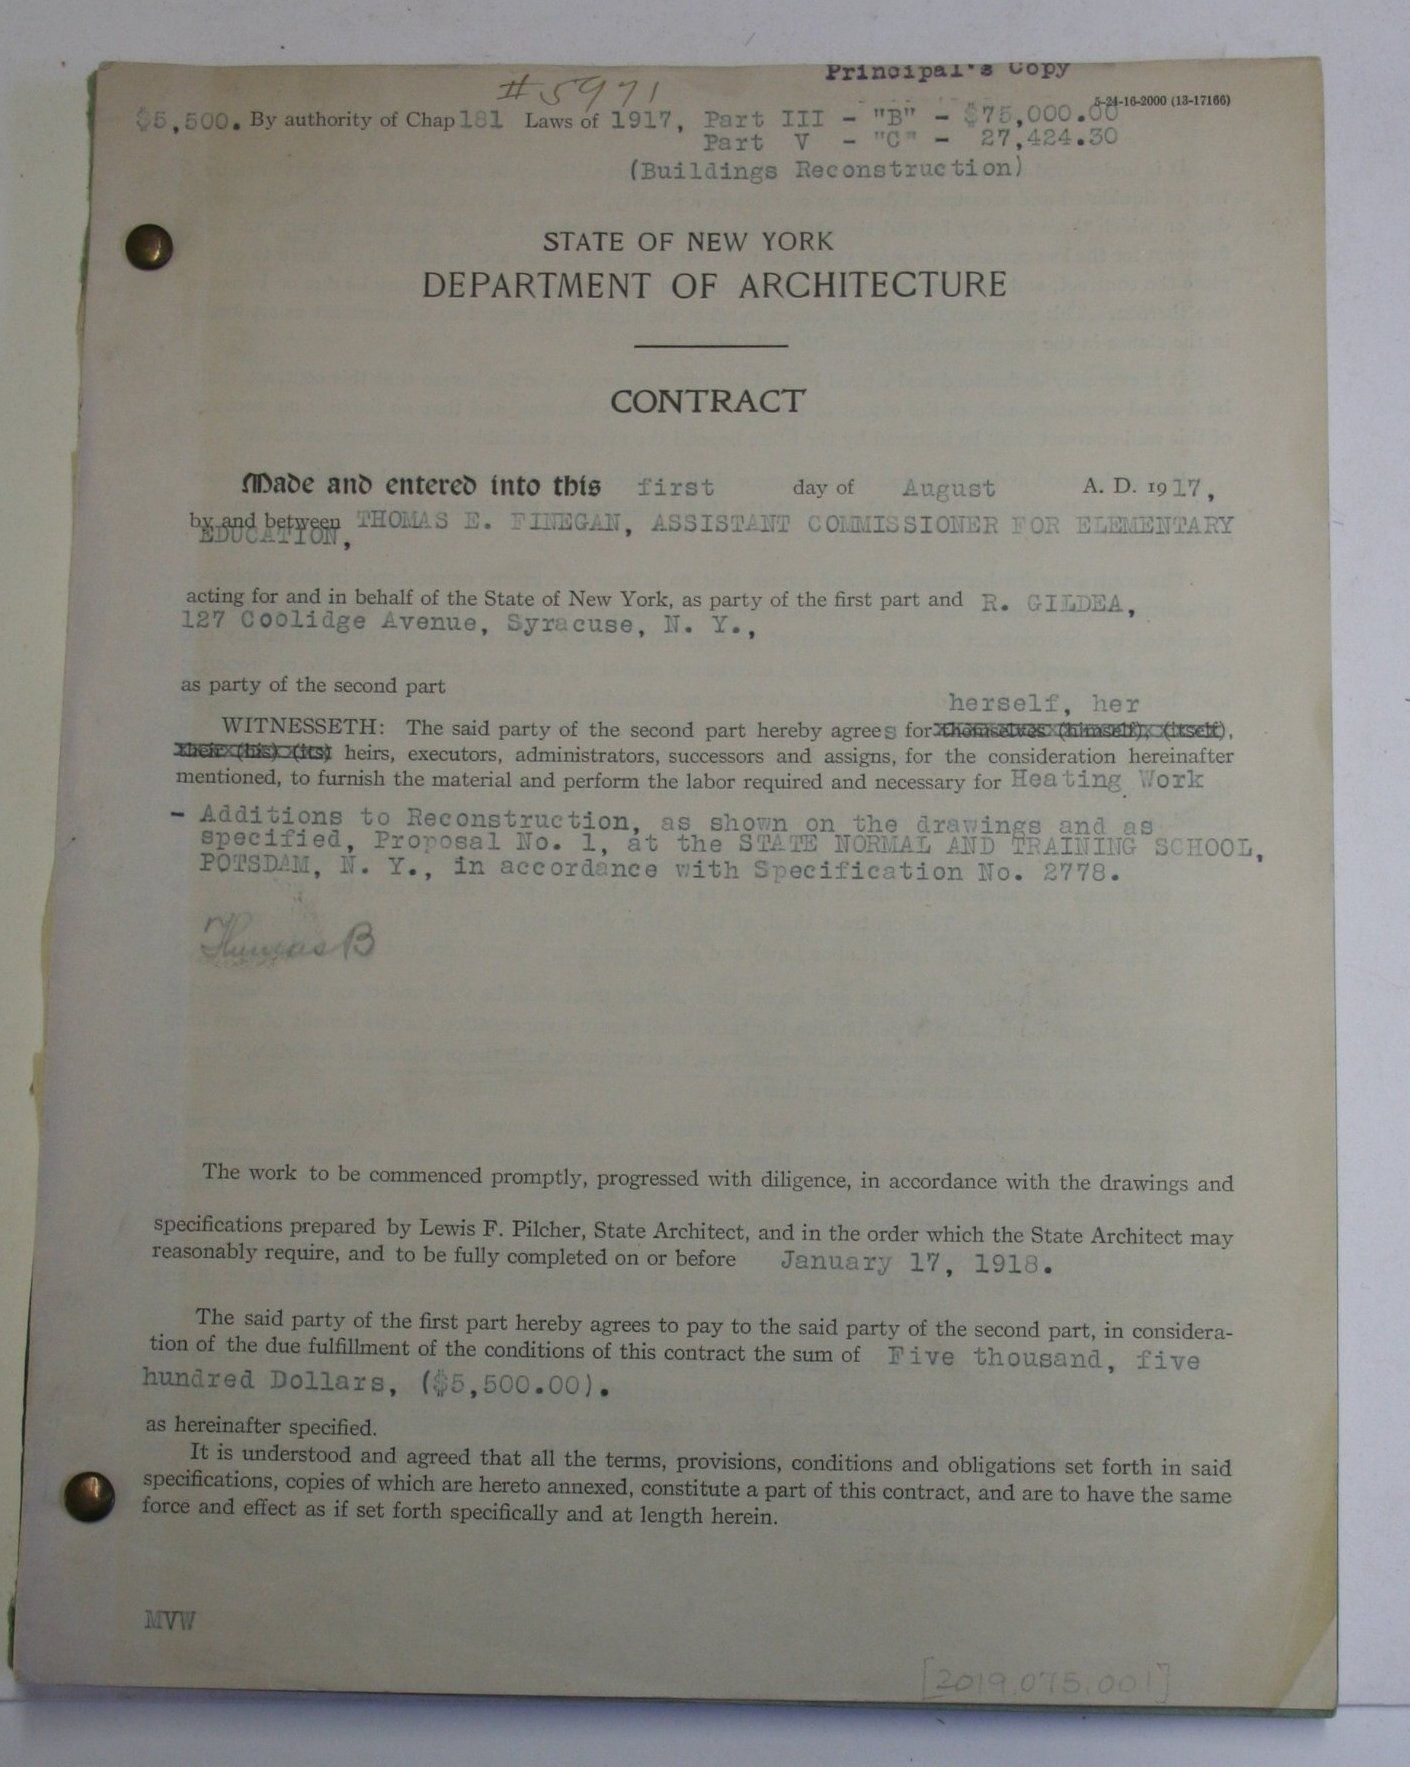 Principal's Copy
#5971
5-24-16-2000 (13-17166)
$5,500. By authority of Chap 181 Laws of 1917, Part III - "B" - $75,000.00
Part V - "C" - 27,424.30
(Buildings Reconstruction)
STATE OF NEW YORK
DEPARTMENT OF ARCHITECTURE
CONTRACT
Made and entered into this first day of August A. D. 1917,
by and between THOMAS E. FINEGAN, ASSISTANT COMMISSIONER FOR ELEMENTARY
EDUCATION,
acting for and in behalf of the State of New York, as party of the first part and R. GILDEA,
127 Coolidge Avenue, Syracuse, N. Y.,
as party of the second part
herself, her
WITNESSETH: The said party of the second part hereby agrees for themselves (himself), (itself),
their (his) (its) heirs, executors, administrators, successors and assigns, for the consideration hereinafter
mentioned, to furnish the material and perform the labor required and necessary for Heating Work
- Additions to Reconstruction, as shown on the drawings and as
specified, Proposal No. 1, at the STATE NORMAL AND TRAINING SCHOOL,
POTSDAM, N. Y., in accordance with Specification No. 2778.
Thomas B
The work to be commenced promptly, progressed with diligence, in accordance with the drawings and
specifications prepared by Lewis F. Pilcher, State Architect, and in the order which the State Architect may
reasonably require, and to be fully completed on or before January 17, 1918.
The said party of the first part hereby agrees to pay to the said party of the second part, in considera-
tion of the due fulfillment of the conditions of this contract the sum of Five thousand, five
hundred Dollars, ($5,500.00).
as hereinafter specified.
It is understood and agreed that all the terms, provisions, conditions and obligations set forth in said
specifications, copies of which are hereto annexed, constitute a part of this contract, and are to have the same
force and effect as if set forth specifically and at length herein.
MVW
[2019.075.001]